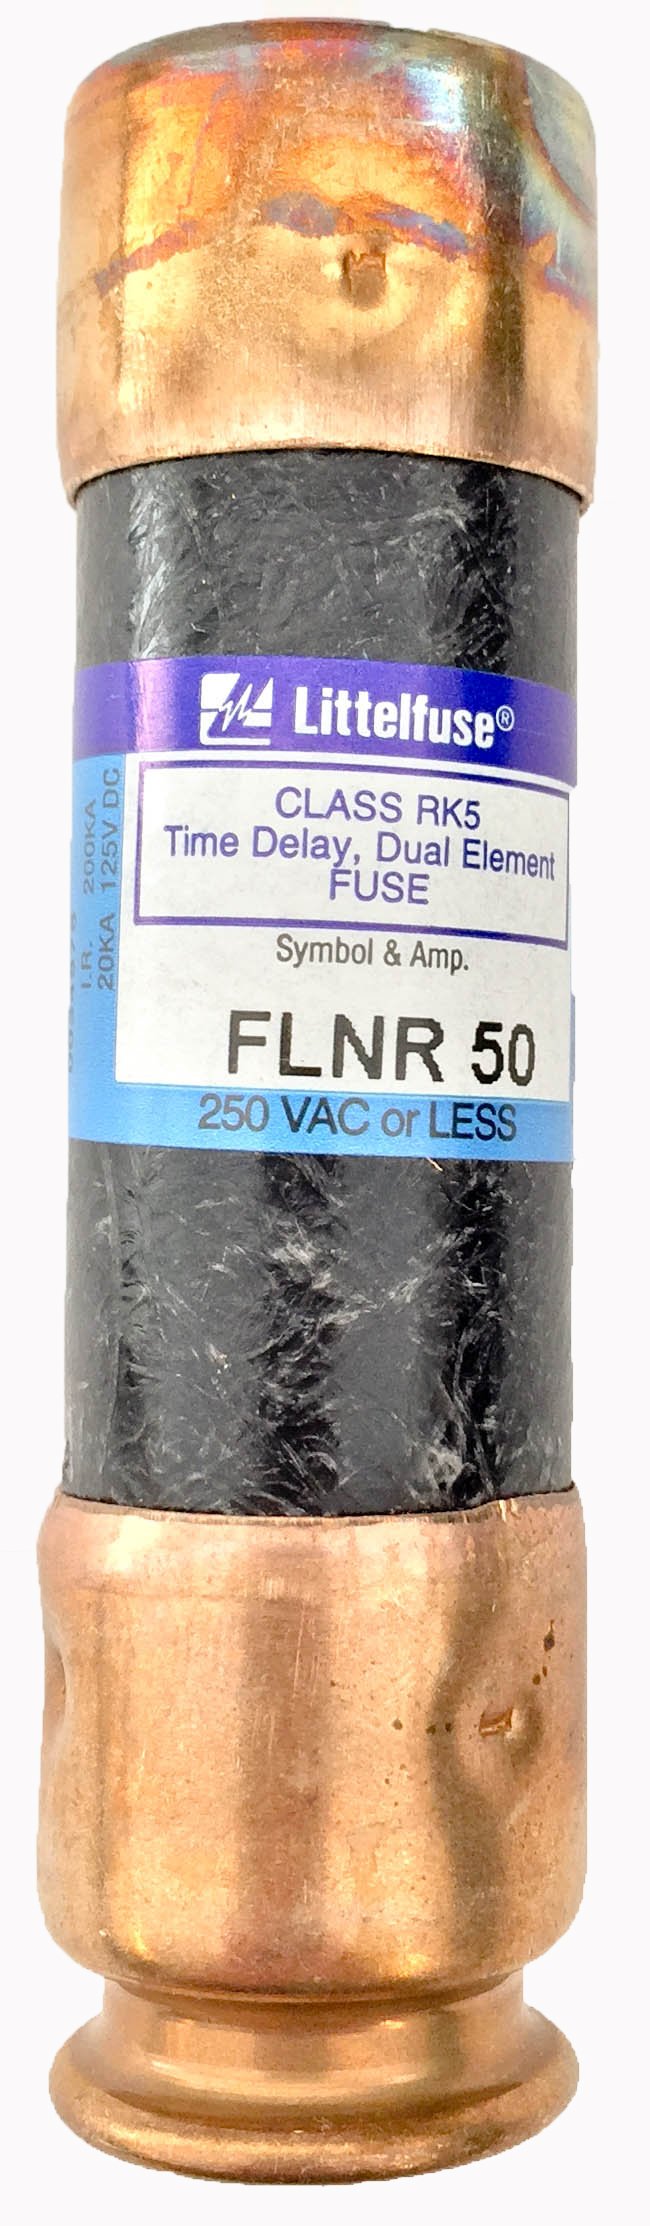 Littelfuse®
CLASS RK5
Time Delay, Dual Element
FUSE
Symbol & Amp.
FLNR 50
250 VAC or LESS
I.R. 200KA
20KA 125V DC